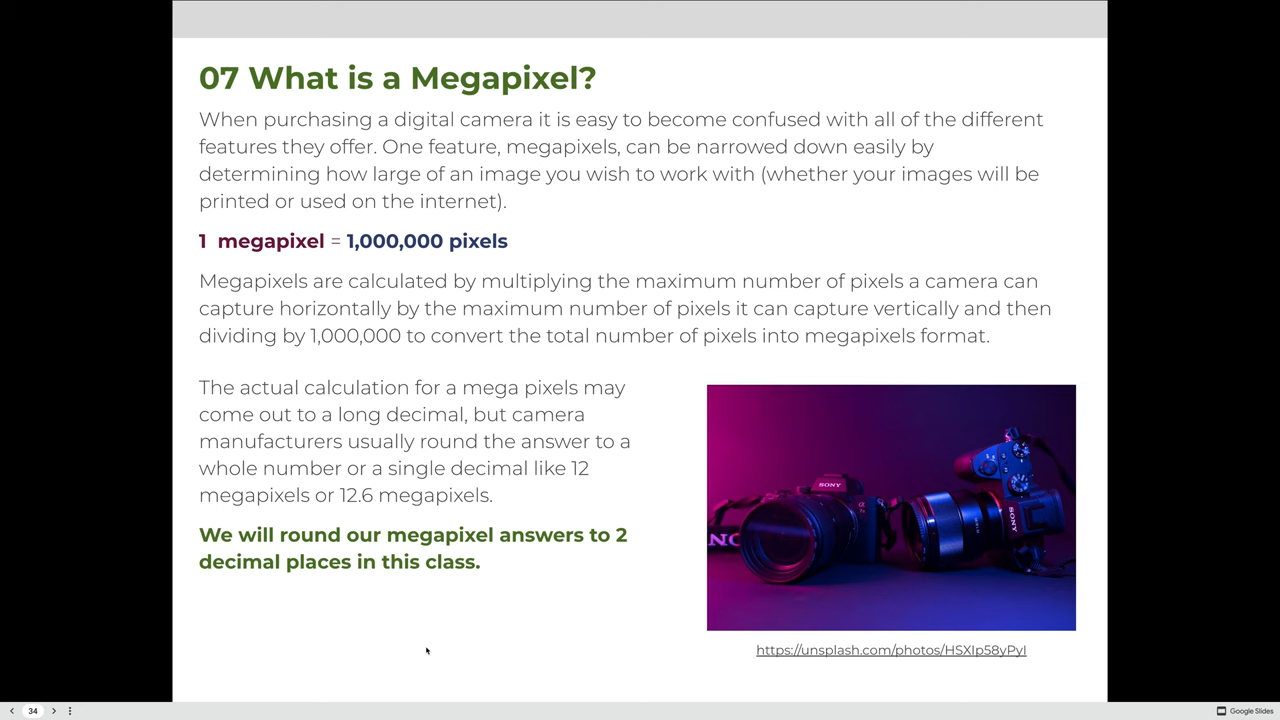 07 What is a Megapixel?
When purchasing a digital camera it is easy to become confused with all of the different
features they offer. One feature, megapixels, can be narrowed down easily by
determining how large of an image you wish to work with (whether your images will be
printed or used on the internet).
1 megapixel = 1,000,000 pixels
Megapixels are calculated by multiplying the maximum number of pixels a camera can
capture horizontally by the maximum number of pixels it can capture vertically and then
dividing by 1,000,000 to convert the total number of pixels into megapixels format.
The actual calculation for a mega pixels may
come out to a long decimal, but camera
manufacturers usually round the answer to a
whole number or a single decimal like 12
megapixels or 12.6 megapixels.
We will round our megapixel answers to 2
decimal places in this class.
SONY
SONY
https://unsplash.com/photos/HSXIp58yPyI
34
Google Slides